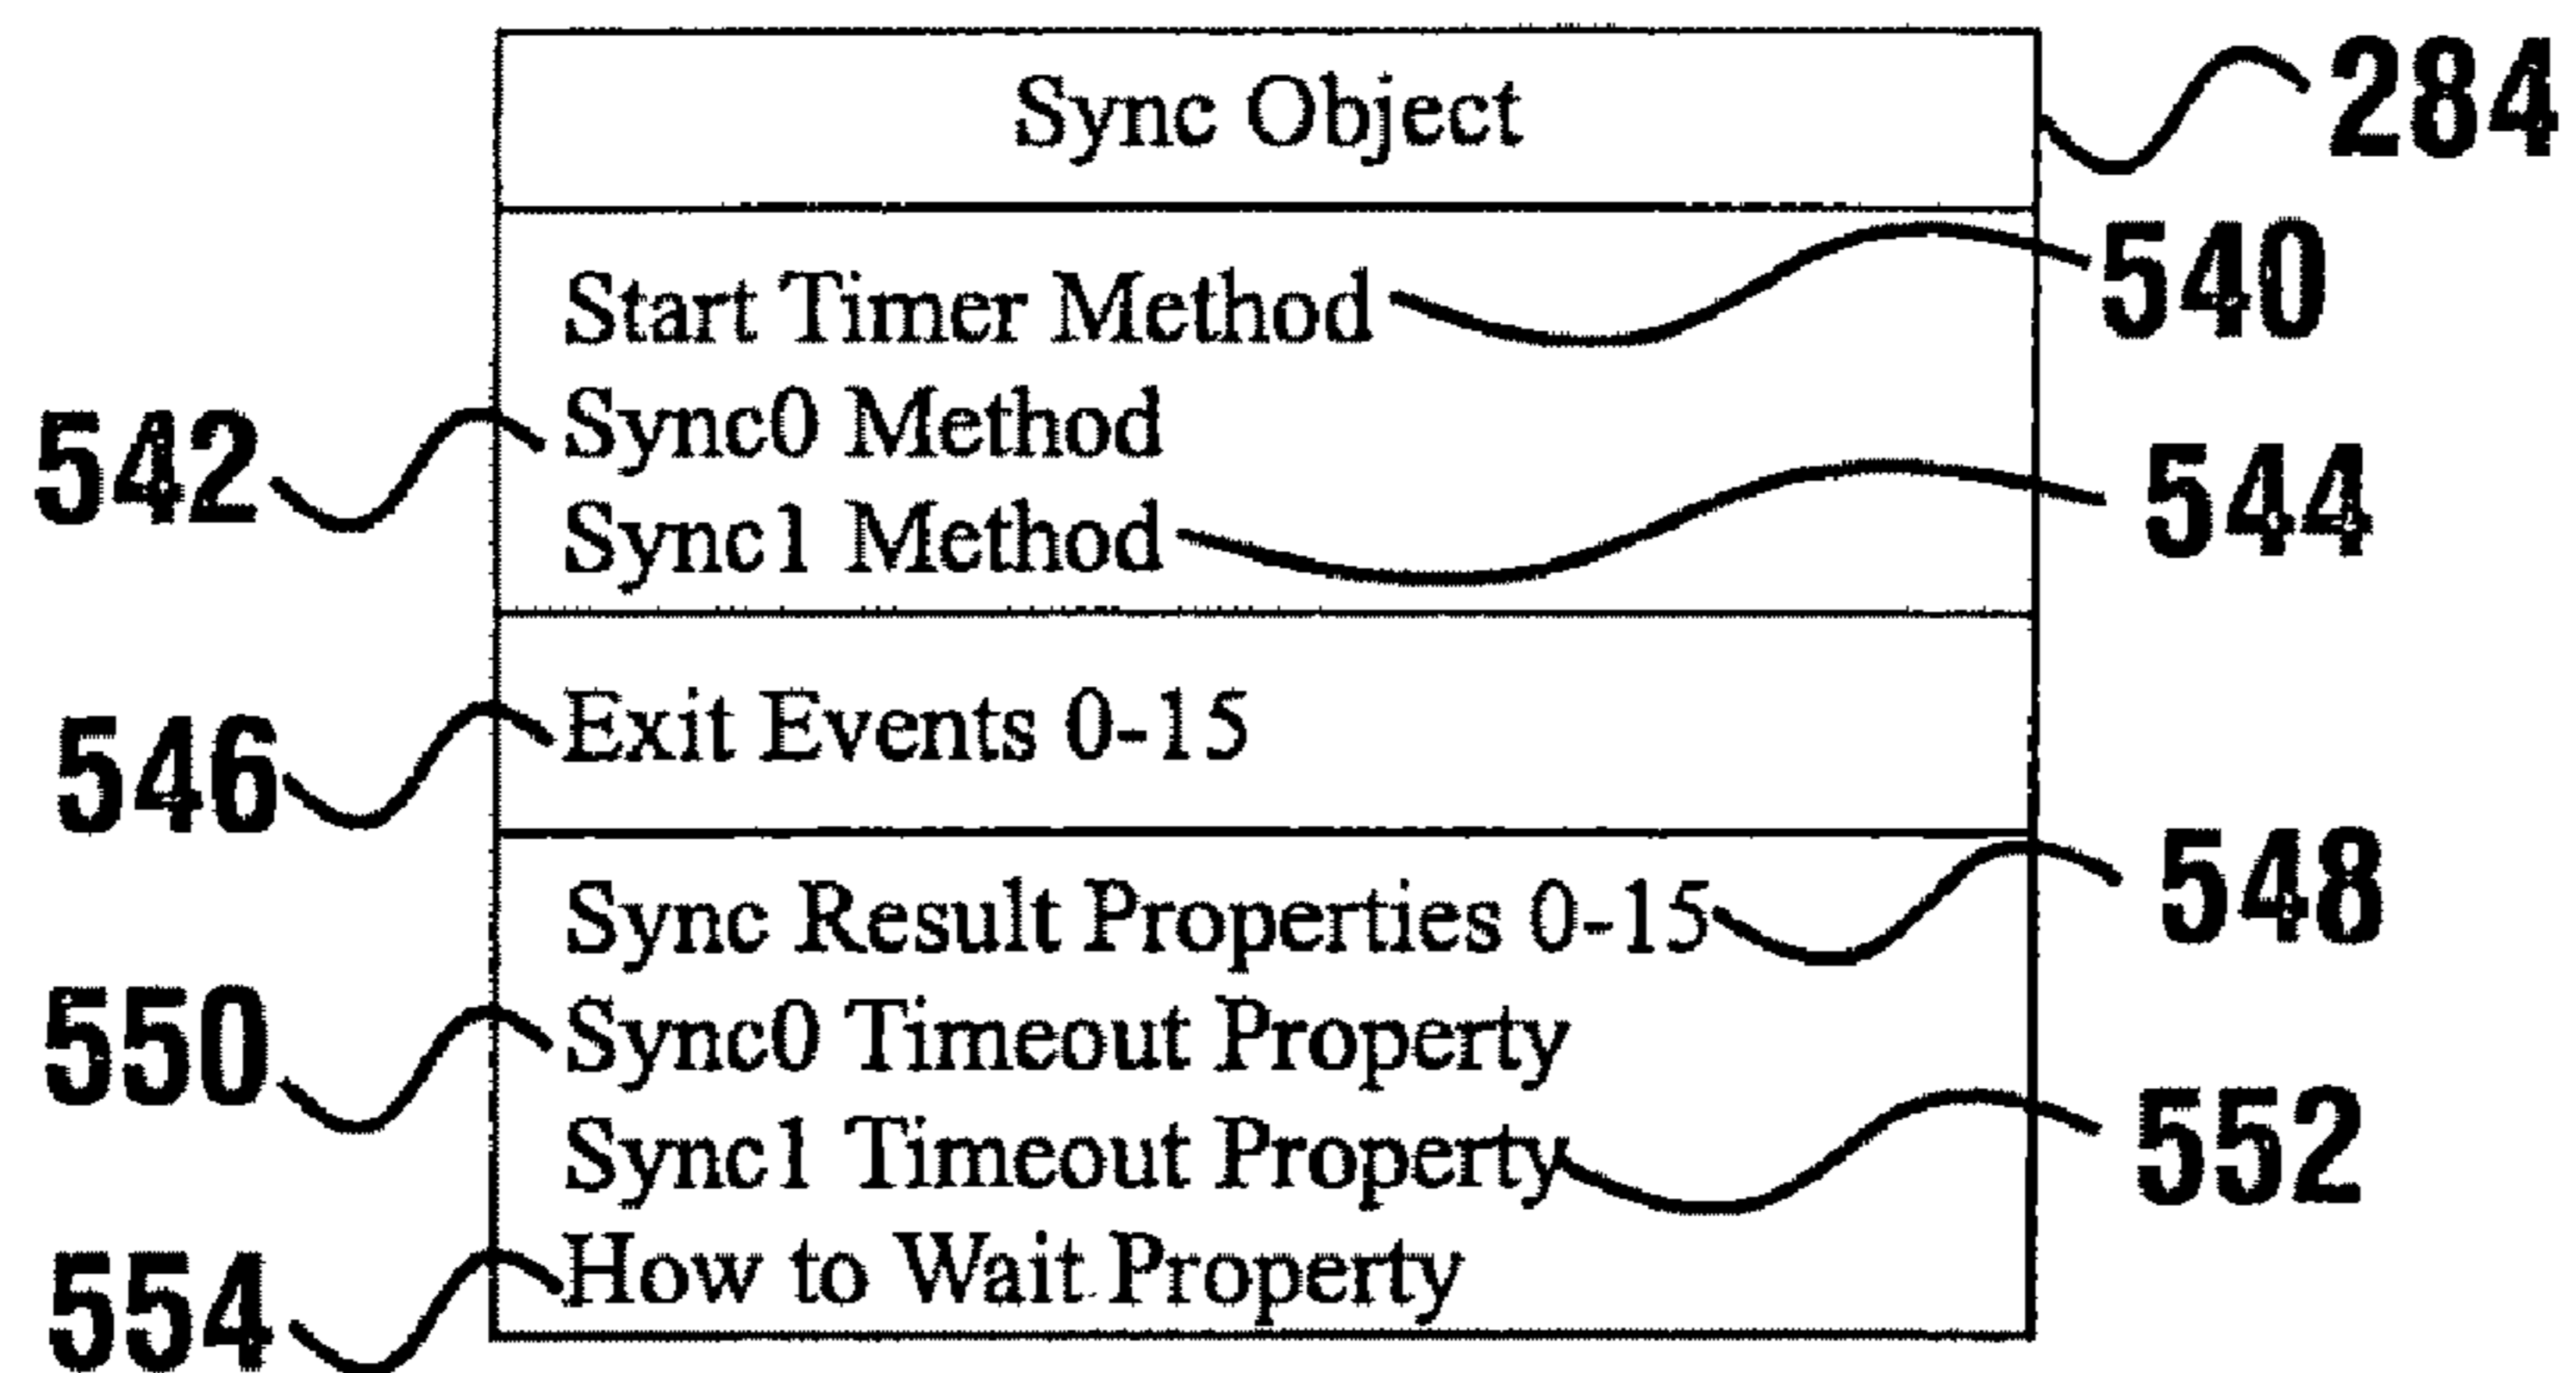 Sync Object 284
Start Timer Method 540
542 Sync0 Method
Sync1 Method 544
546 Exit Events 0-15
Sync Result Properties 0-15 548
550 Sync0 Timeout Property
Sync1 Timeout Property 552
554 How to Wait Property